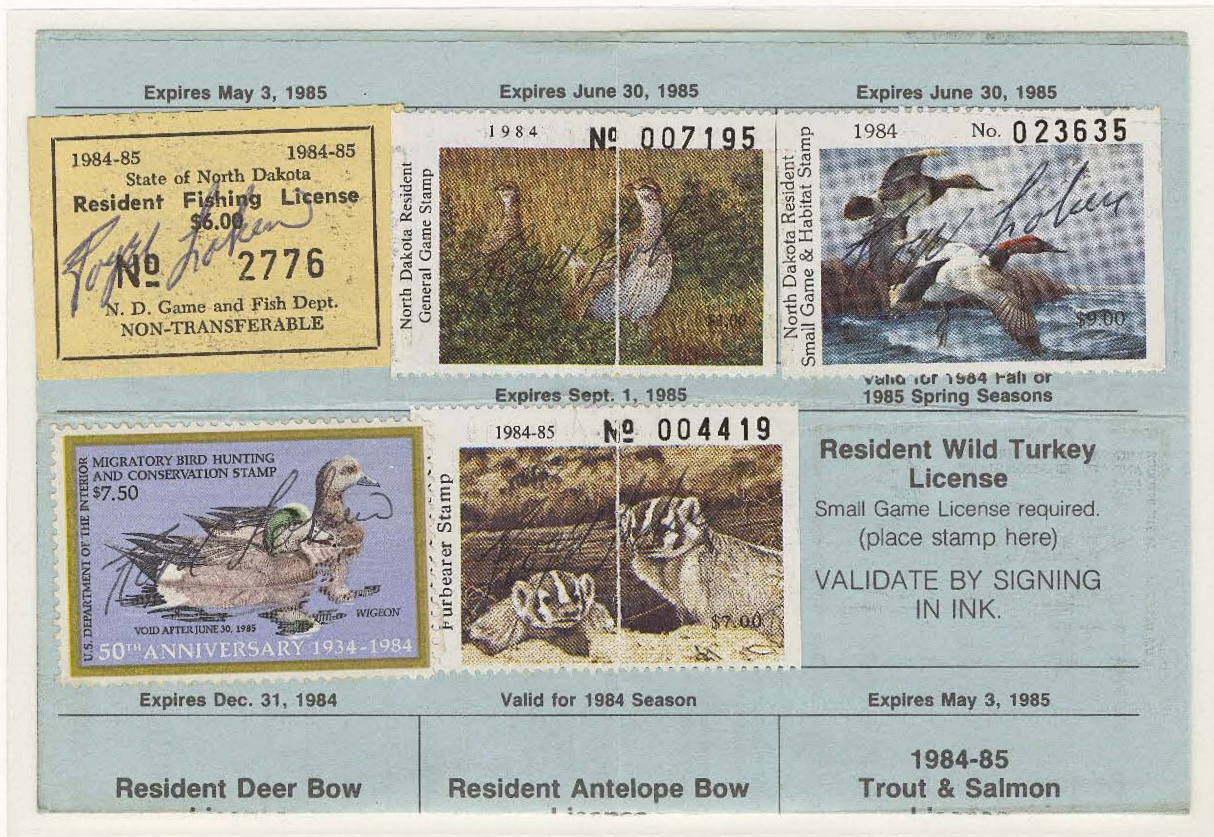 Expires May 3, 1985
Expires June 30, 1985
Expires June 30, 1985
1984-85 1984-85
State of North Dakota
Resident Fishing License
$6.00
Nº 2776
N. D. Game and Fish Dept.
NON-TRANSFERABLE
1984 Nº 007195
North Dakota Resident
General Game Stamp
1984 No. 023635
North Dakota Resident
Small Game & Habitat Stamp
$9.00
Expires Sept. 1, 1985
Valid for 1984 Fall or
1985 Spring Seasons
U.S. DEPARTMENT OF THE INTERIOR
MIGRATORY BIRD HUNTING
AND CONSERVATION STAMP
$7.50
WIGEON
VOID AFTER JUNE 30, 1985
50TH ANNIVERSARY 1934-1984
1984-85 Nº 004419
Furbearer Stamp
$7.00
Resident Wild Turkey
License
Small Game License required.
(place stamp here)
VALIDATE BY SIGNING
IN INK.
Expires Dec. 31, 1984
Valid for 1984 Season
Expires May 3, 1985
Resident Deer Bow
License
Resident Antelope Bow
License
1984-85
Trout & Salmon
License